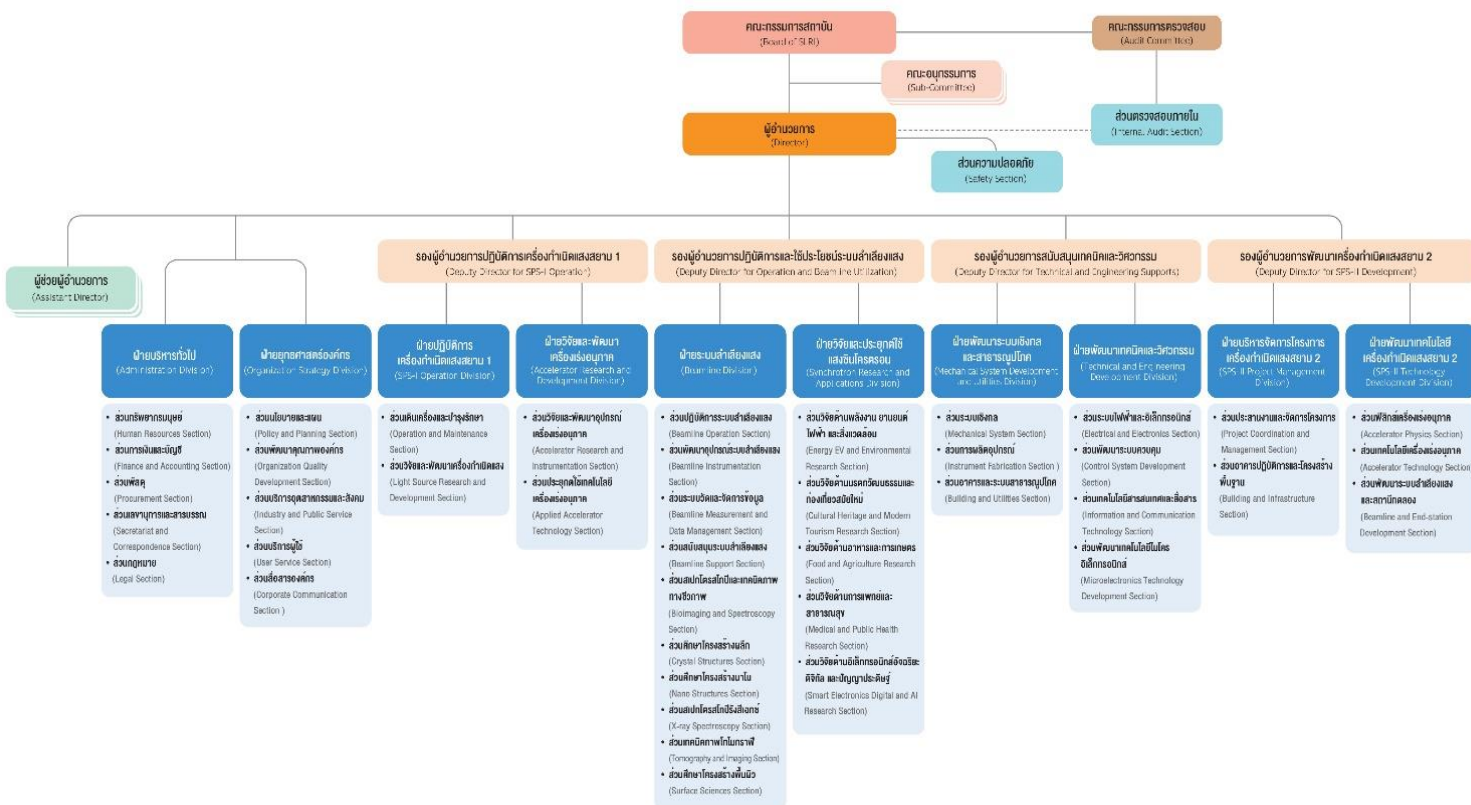 คณะกรรมการสถาบัน
(Board of SLRI)
คณะกรรมการตรวจสอบ
(Audit Committee)
คณะอนุกรรมการ
(Sub-Committee)
ผู้อำนวยการ
(Director)
ส่วนตรวจสอบภายใน
(Internal Audit Section)
ส่วนความปลอดภัย
(Safety Section)
ผู้ช่วยผู้อำนวยการ
(Assistant Director)
รองผู้อำนวยการปฏิบัติการเครื่องกำเนิดแสงสยาม 1
(Deputy Director for SPS-I Operation)
รองผู้อำนวยการปฏิบัติการและใช้ประโยชน์ระบบลำเลียงแสง
(Deputy Director for Operation and Beamline Utilization)
รองผู้อำนวยการสนับสนุนเทคนิคและวิศวกรรม
(Deputy Director for Technical and Engineering Supports)
รองผู้อำนวยการพัฒนาเครื่องกำเนิดแสงสยาม 2
(Deputy Director for SPS-II Development)
ฝ่ายบริหารทั่วไป
(Administration Division)
• ส่วนทรัพยากรมนุษย์
(Human Resources Section)
• ส่วนการเงินและบัญชี
(Finance and Accounting Section)
• ส่วนพัสดุ
(Procurement Section)
• ส่วนเลขานุการและสารบรรณ
(Secretariat and
Correspondence Section)
• ส่วนกฎหมาย
(Legal Section)
ฝ่ายยุทธศาสตร์องค์กร
(Organization Strategy Division)
• ส่วนนโยบายและแผน
(Policy and Planning Section)
• ส่วนพัฒนาคุณภาพองค์กร
(Organization Quality
Development Section)
• ส่วนบริการอุตสาหกรรมและสังคม
(Industry and Public Service
Section)
• ส่วนบริการผู้ใช้
(User Service Section)
• ส่วนสื่อสารองค์กร
(Corporate Communication
Section )
ฝ่ายปฏิบัติการ
เครื่องกำเนิดแสงสยาม 1
(SPS-I Operation Division)
• ส่วนเดินเครื่องและบำรุงรักษา
(Operation and Maintenance
Section)
• ส่วนวิจัยและพัฒนาเครื่องกำเนิดแสง
(Light Source Research and
Development Section)
ฝ่ายวิจัยและพัฒนา
เครื่องเร่งอนุภาค
(Accelerator Research and
Development Division)
• ส่วนวิจัยและพัฒนาอุปกรณ์
เครื่องเร่งอนุภาค
(Accelerator Research and
Instrumentation Section)
• ส่วนประยุกต์ใช้เทคโนโลยี
เครื่องเร่งอนุภาค
(Applied Accelerator
Technology Section)
ฝ่ายระบบลำเลียงแสง
(Beamline Division)
• ส่วนปฏิบัติการระบบลำเลียงแสง
(Beamline Operation Section)
• ส่วนพัฒนาอุปกรณ์ระบบลำเลียงแสง
(Beamline Instrumentation
Section)
• ส่วนระบบวัดและจัดการข้อมูล
(Beamline Measurement and
Data Management Section)
• ส่วนสนับสนุนระบบลำเลียงแสง
(Beamline Support Section)
• ส่วนสเปกโตรสโกปีและเทคนิคภาพ
ทางชีวภาพ
(Bioimaging and Spectroscopy
Section)
• ส่วนศึกษาโครงสร้างผลึก
(Crystal Structures Section)
• ส่วนศึกษาโครงสร้างนาโน
(Nano Structures Section)
• ส่วนสเปกโตรสโกปีรังสีเอกซ์
(X-ray Spectroscopy Section)
• ส่วนเทคนิคภาพโทโมกราฟี
(Tomography and Imaging Section)
• ส่วนศึกษาโครงสร้างพื้นผิว
(Surface Sciences Section)
ฝ่ายวิจัยและประยุกต์ใช้
แสงซินโครตรอน
(Synchrotron Research and
Applications Division)
• ส่วนวิจัยด้านพลังงาน ยานยนต์
ไฟฟ้า และสิ่งแวดล้อม
(Energy EV and Environmental
Research Section)
• ส่วนวิจัยด้านมรดกวัฒนธรรมและ
ท่องเที่ยวสมัยใหม่
(Cultural Heritage and Modern
Tourism Research Section)
• ส่วนวิจัยด้านอาหารและการเกษตร
(Food and Agriculture Research
Section)
• ส่วนวิจัยด้านการแพทย์และ
สาธารณสุข
(Medical and Public Health
Research Section)
• ส่วนวิจัยด้านอิเล็กทรอนิกส์อัจฉริยะ
ดิจิทัล และปัญญาประดิษฐ์
(Smart Electronics Digital and AI
Research Section)
ฝ่ายพัฒนาระบบเชิงกล
และสาธารณูปโภค
(Mechanical System Development
and Utilities Division)
• ส่วนระบบเชิงกล
(Mechanical System Section)
• ส่วนการผลิตอุปกรณ์
(Instrument Fabrication Section )
• ส่วนอาคารและระบบสาธารณูปโภค
(Building and Utilities Section)
ฝ่ายพัฒนาเทคนิคและวิศวกรรม
(Technical and Engineering
Development Division)
• ส่วนระบบไฟฟ้าและอิเล็กทรอนิกส์
(Electrical and Electronics Section)
• ส่วนพัฒนาระบบควบคุม
(Control System Development
Section)
• ส่วนเทคโนโลยีสารสนเทศและสื่อสาร
(Information and Communication
Technology Section)
• ส่วนพัฒนาเทคโนโลยีไมโคร
อิเล็กทรอนิกส์
(Microelectronics Technology
Development Section)
ฝ่ายบริหารจัดการโครงการ
เครื่องกำเนิดแสงสยาม 2
(SPS-II Project Management
Division)
• ส่วนประสานงานและจัดการโครงการ
(Project Coordination and
Management Section)
• ส่วนอาคารปฏิบัติการและโครงสร้าง
พื้นฐาน
(Building and Infrastructure
Section)
ฝ่ายพัฒนาเทคโนโลยี
เครื่องกำเนิดแสงสยาม 2
(SPS-II Technology
Development Division)
• ส่วนฟิสิกส์เครื่องเร่งอนุภาค
(Accelerator Physics Section)
• ส่วนเทคโนโลยีเครื่องเร่งอนุภาค
(Accelerator Technology Section)
• ส่วนพัฒนาระบบลำเลียงแสง
และสถานีทดลอง
(Beamline and End-station
Development Section)